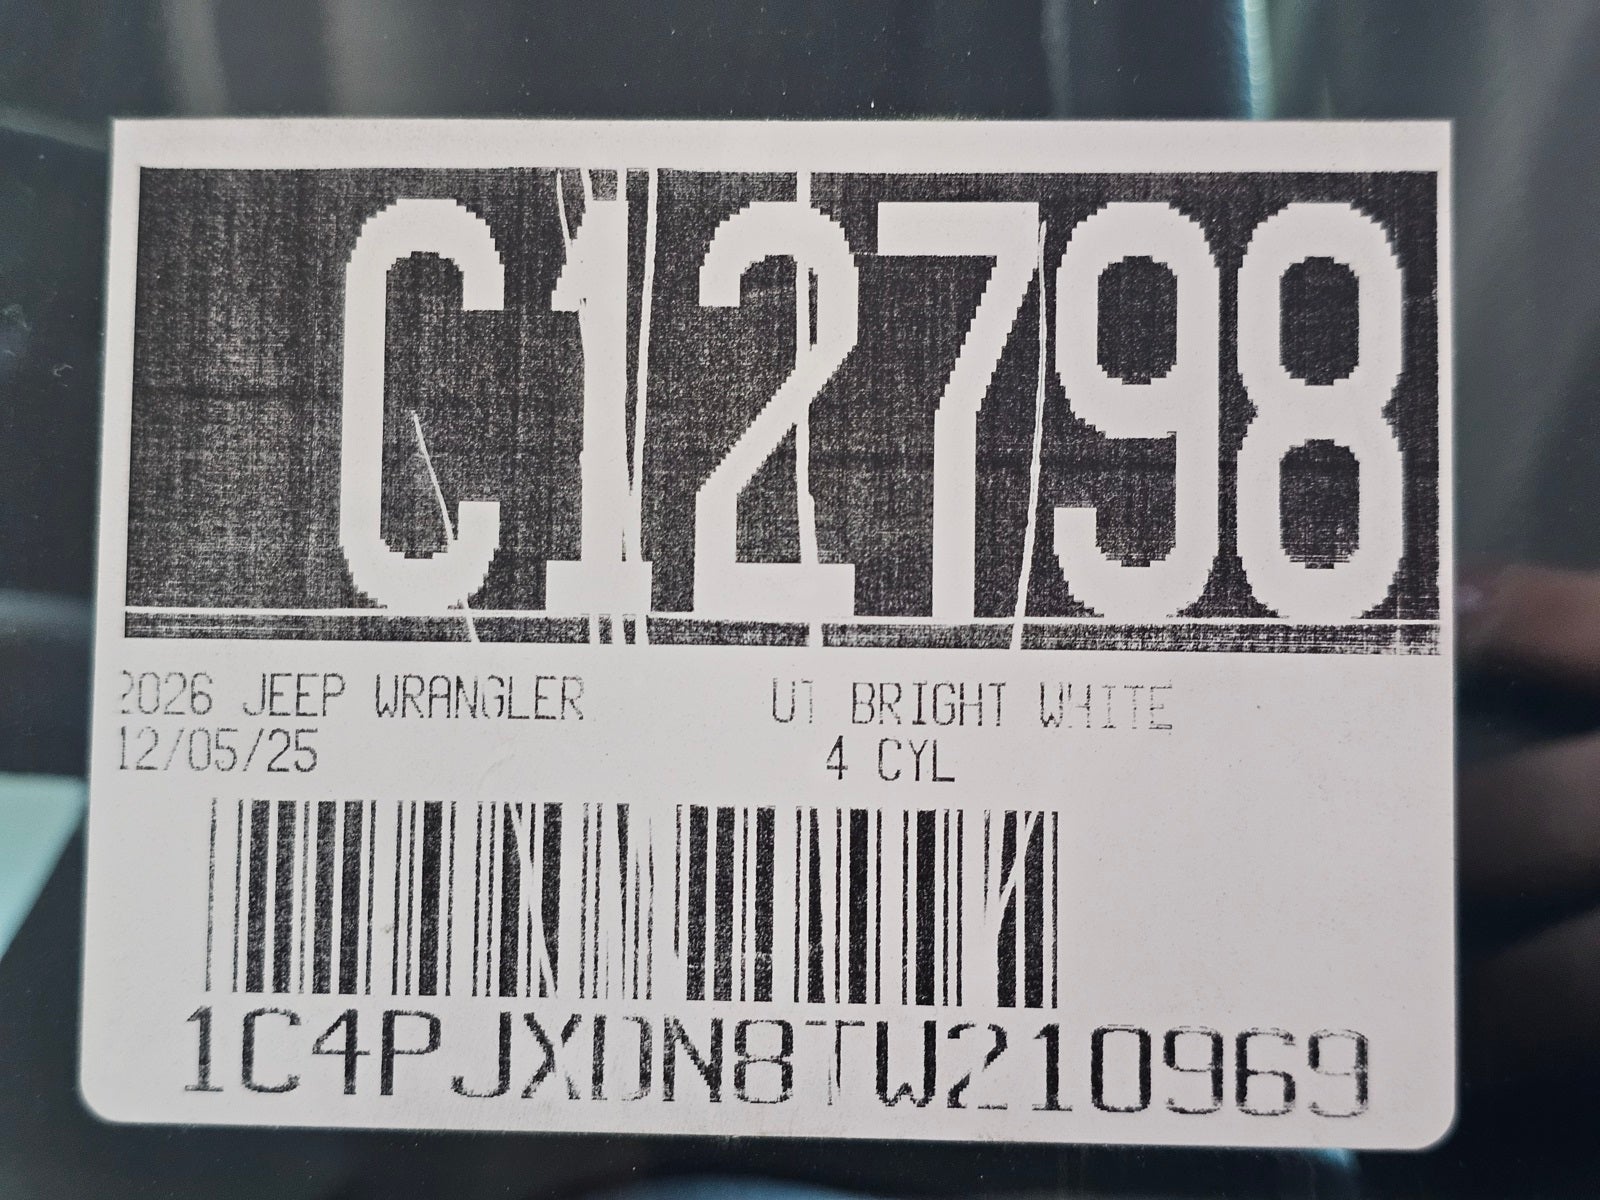 C12798
2026 JEEP WRANGLER UT BRIGHT WHITE
12/05/25 4 CYL
1C4PJXDN8TW210969